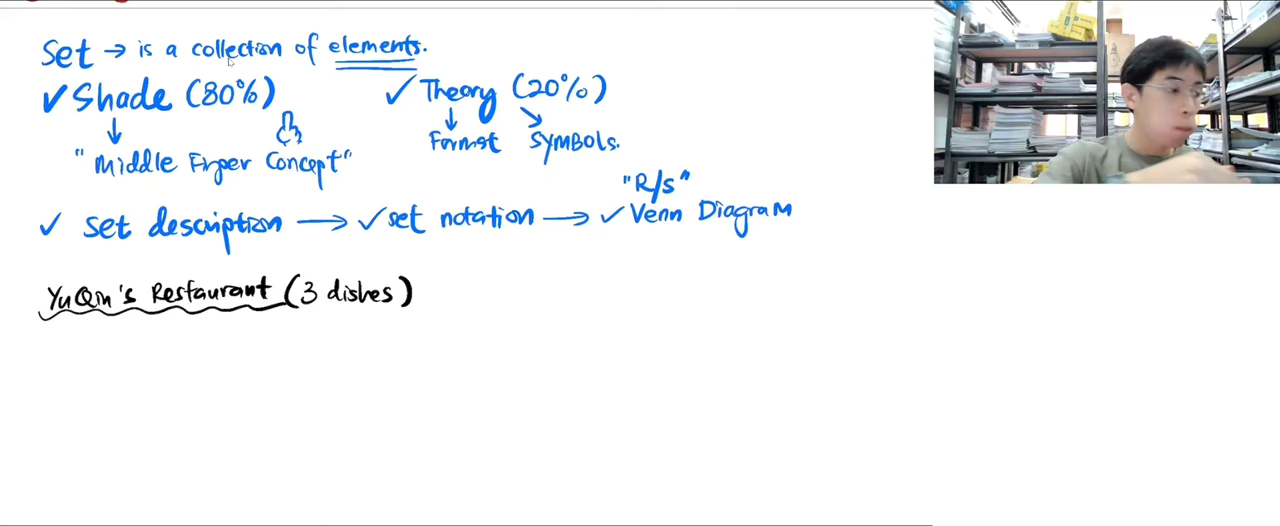 Set → is a collection of elements.
✓ Shade (80%) ✓ Theory (20%)
Format SYMBOLS.
"Middle Finger Concept"
"R/s"
✓ set description → ✓ set notation → ✓ Venn Diagram
YuQin's Restaurant (3 dishes)